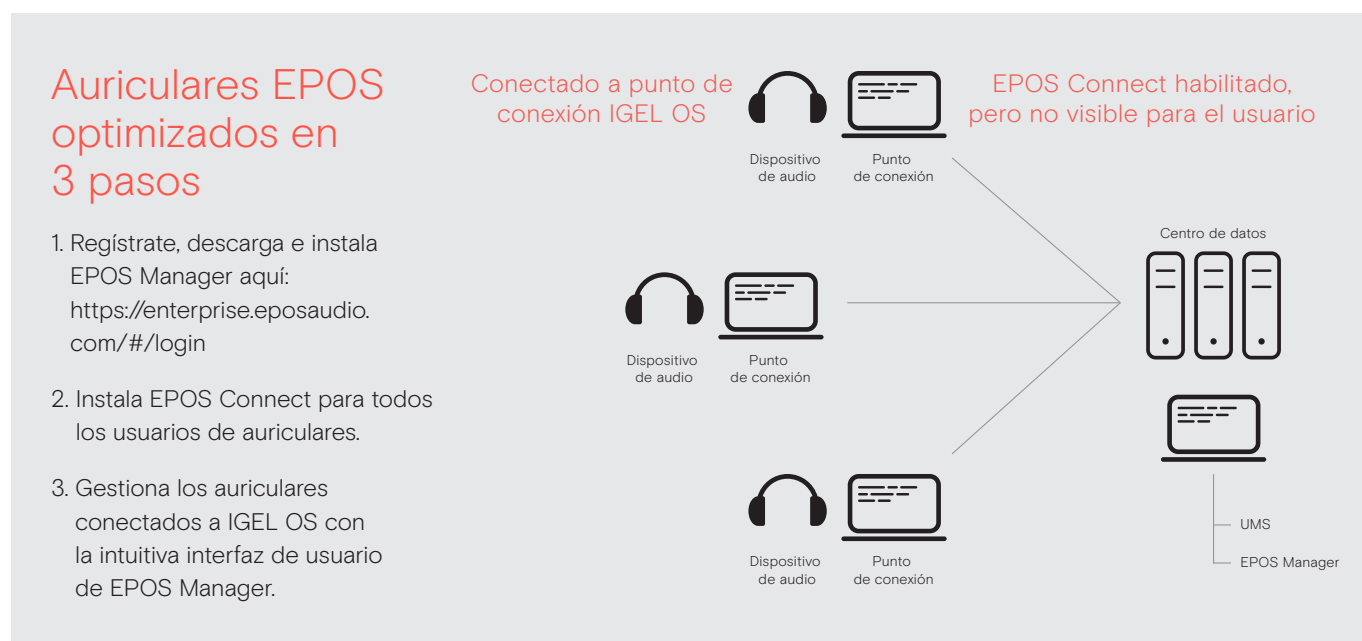 Auriculares EPOS
optimizados en
3 pasos
1. Regístrate, descarga e instala
EPOS Manager aquí:
https://enterprise.eposaudio.
com/#/login
2. Instala EPOS Connect para todos
los usuarios de auriculares.
3. Gestiona los auriculares
conectados a IGEL OS con
la intuitiva interfaz de usuario
de EPOS Manager.
Conectado a punto de
conexión IGEL OS
EPOS Connect habilitado,
pero no visible para el usuario
Dispositivo
de audio
Punto
de conexión
Dispositivo
de audio
Punto
de conexión
Dispositivo
de audio
Punto
de conexión
Centro de datos
UMS
EPOS Manager